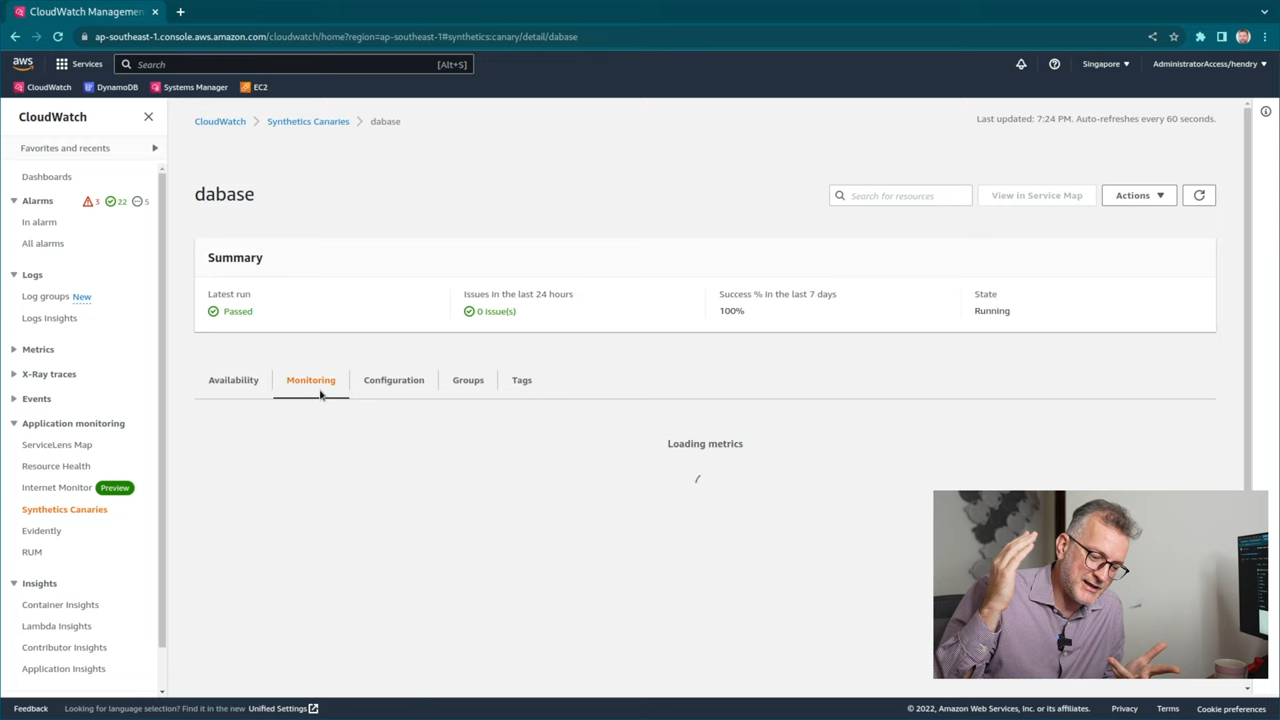 CloudWatch Managemen
ap-southeast-1.console.aws.amazon.com/cloudwatch/home?region=ap-southeast-1#synthetics:canary/detail/dabase
aws
Services
Search
[Alt+S]
Singapore
AdministratorAccess/hendry
CloudWatch
DynamoDB
Systems Manager
EC2
CloudWatch
Favorites and recents
Dashboards
Alarms 3 22 5
In alarm
All alarms
Logs
Log groups New
Logs Insights
Metrics
X-Ray traces
Events
Application monitoring
ServiceLens Map
Resource Health
Internet Monitor Preview
Synthetics Canaries
Evidently
RUM
Insights
Container Insights
Lambda Insights
Contributor Insights
Application Insights
CloudWatch
Synthetics Canaries
dabase
Last updated: 7:24 PM. Auto-refreshes every 60 seconds.
dabase
Search for resources
View in Service Map
Actions
Summary
Latest run
Passed
Issues in the last 24 hours
0 issue(s)
Success % in the last 7 days
100%
State
Running
Availability
Monitoring
Configuration
Groups
Tags
Loading metrics
Feedback
Looking for language selection? Find it in the new Unified Settings
© 2022, Amazon Web Services, Inc. or its affiliates.
Privacy
Terms
Cookie preferences